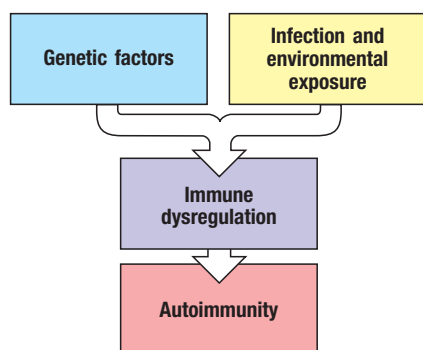 Genetic factors
Infection and
environmental
exposure
Immune
dysregulation
Autoimmunity